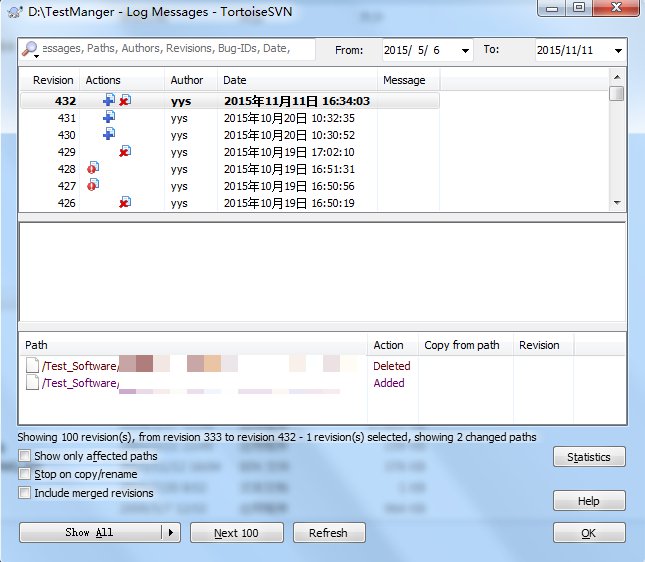 D:\TestManger - Log Messages - TortoiseSVN
essages, Paths, Authors, Revisions, Bug-IDs, Date, From: 2015/ 5/ 6 To: 2015/11/11
Revision Actions Author Date Message
432 yys 2015年11月11日 16:34:03
431 yys 2015年10月20日 10:32:35
430 yys 2015年10月20日 10:30:52
429 yys 2015年10月19日 17:02:10
428 yys 2015年10月19日 16:51:31
427 yys 2015年10月19日 16:50:56
426 yys 2015年10月19日 16:50:19
Path Action Copy from path Revision
/Test_Software/ Deleted
/Test_Software/ Added
Showing 100 revision(s), from revision 333 to revision 432 - 1 revision(s) selected, showing 2 changed paths
Show only affected paths
Statistics
Stop on copy/rename
Include merged revisions
Help
Show All Next 100 Refresh OK